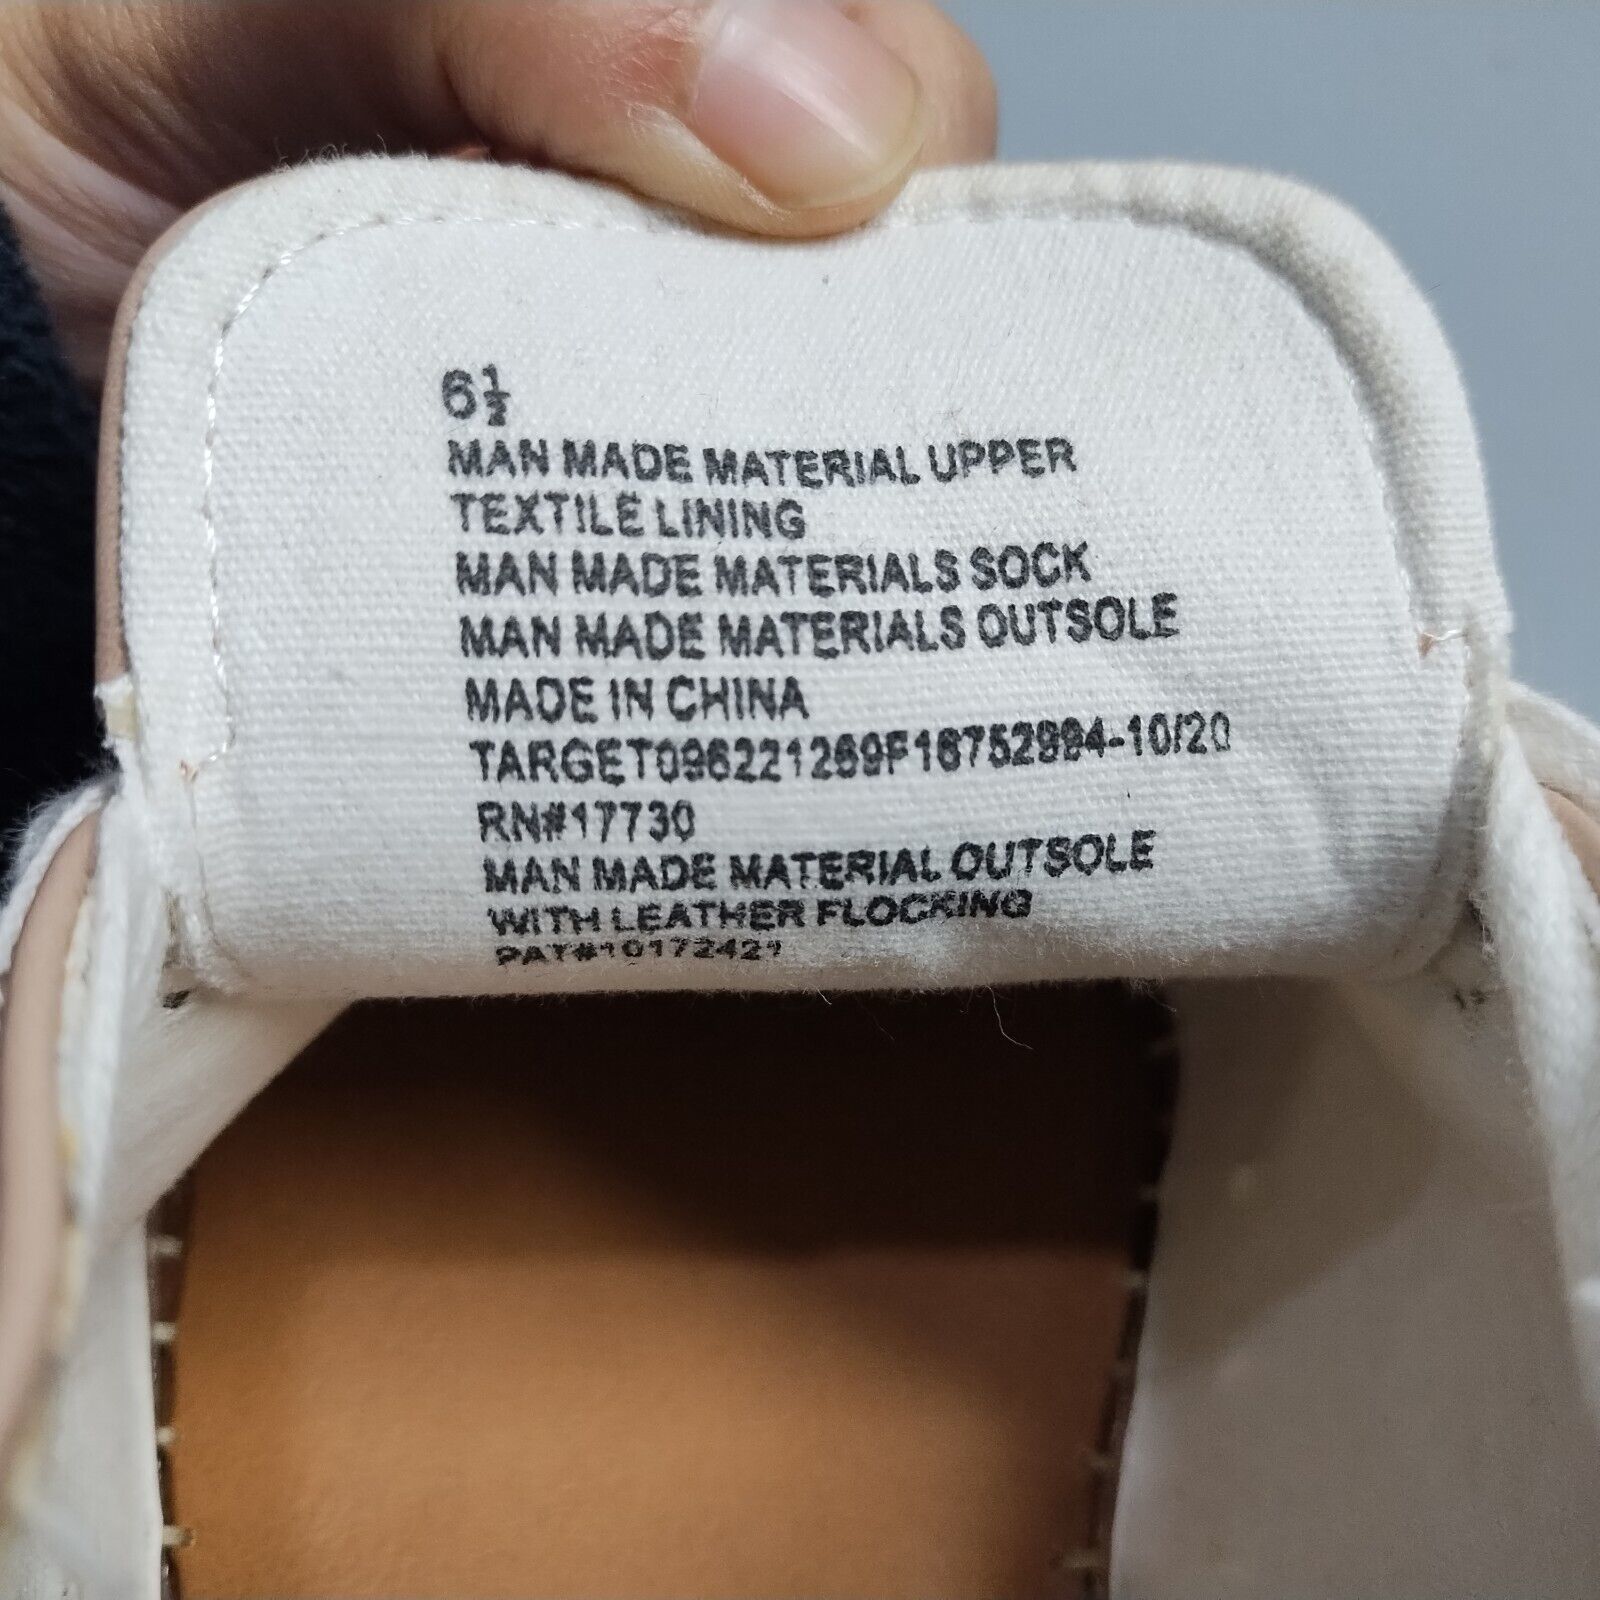 6½
MAN MADE MATERIAL UPPER
TEXTILE LINING
MAN MADE MATERIALS SOCK
MAN MADE MATERIALS OUTSOLE
MADE IN CHINA
TARGET096221269F16752994-10/20
RN#17730
MAN MADE MATERIAL OUTSOLE
WITH LEATHER FLOCKING
PAT#10172421